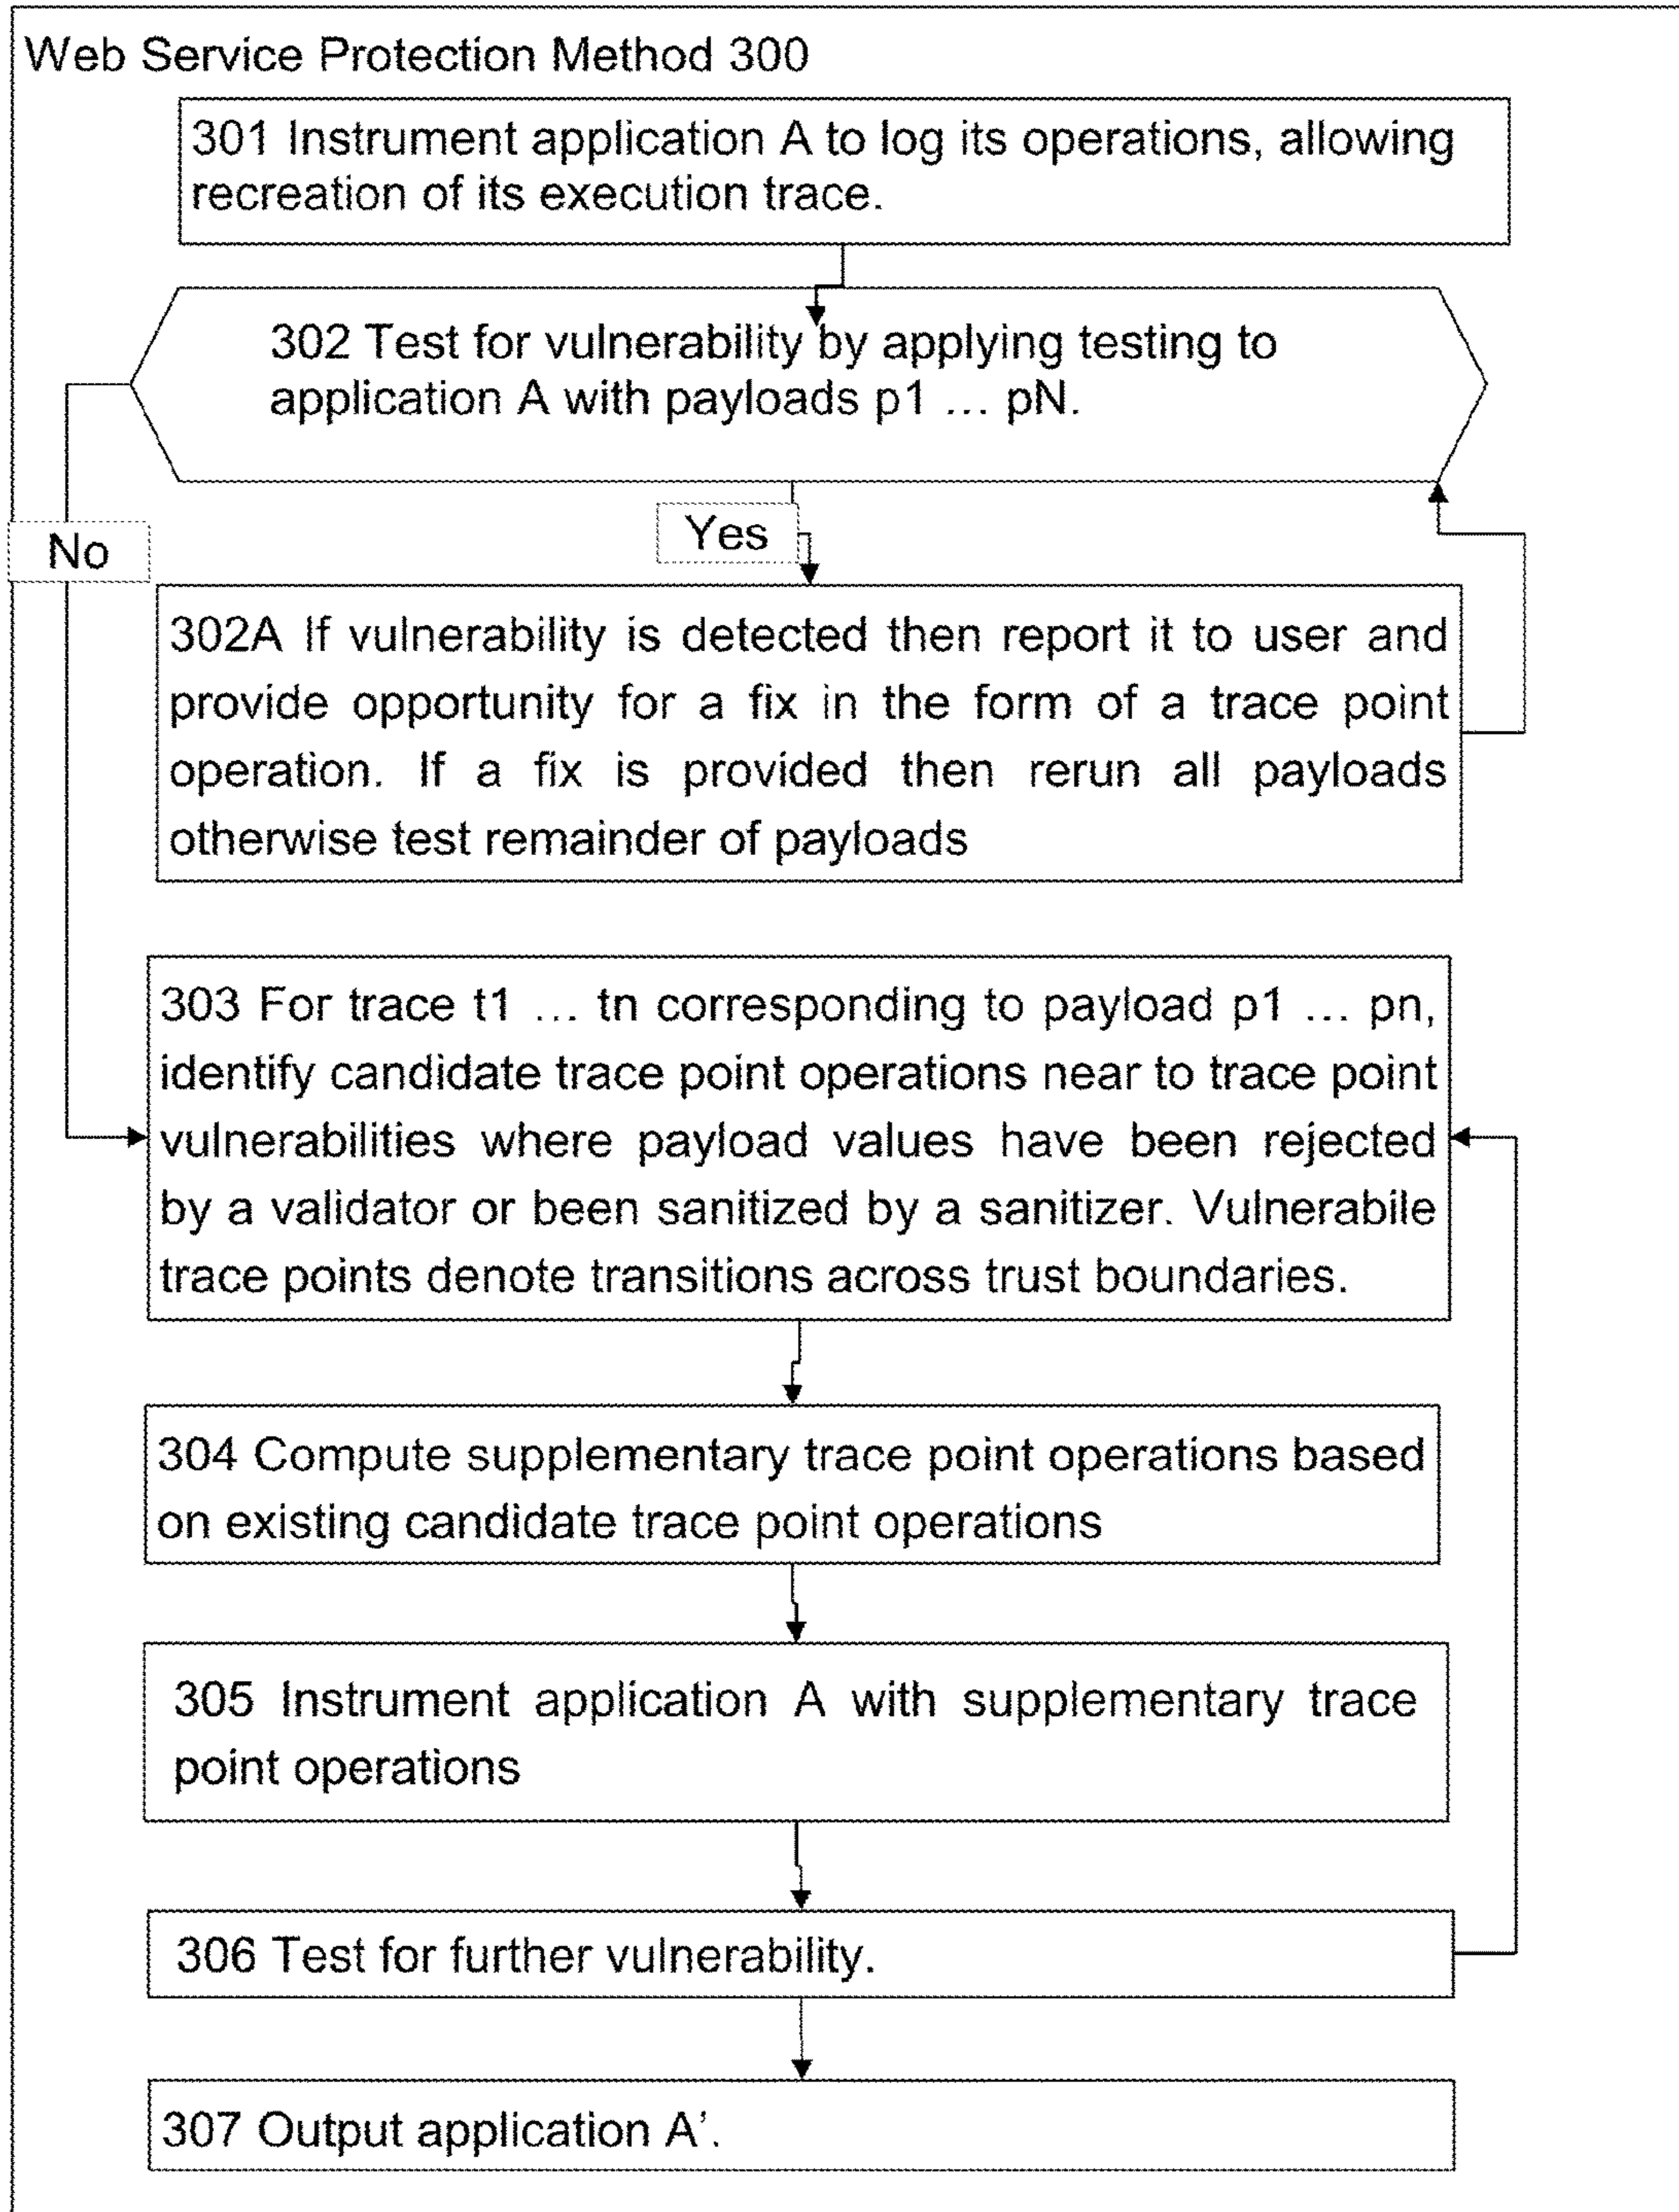 Web Service Protection Method 300
301 Instrument application A to log its operations, allowing
recreation of its execution trace.
302 Test for vulnerability by applying testing to
application A with payloads p1 ... pN.
Yes
No
302A If vulnerability is detected then report it to user and
provide opportunity for a fix in the form of a trace point
operation. If a fix is provided then rerun all payloads
otherwise test remainder of payloads
303 For trace t1 ... tn corresponding to payload p1 ... pn,
identify candidate trace point operations near to trace point
vulnerabilities where payload values have been rejected
by a validator or been sanitized by a sanitizer. Vulnerabile
trace points denote transitions across trust boundaries.
304 Compute supplementary trace point operations based
on existing candidate trace point operations
305 Instrument application A with supplementary trace
point operations
306 Test for further vulnerability.
307 Output application A'.